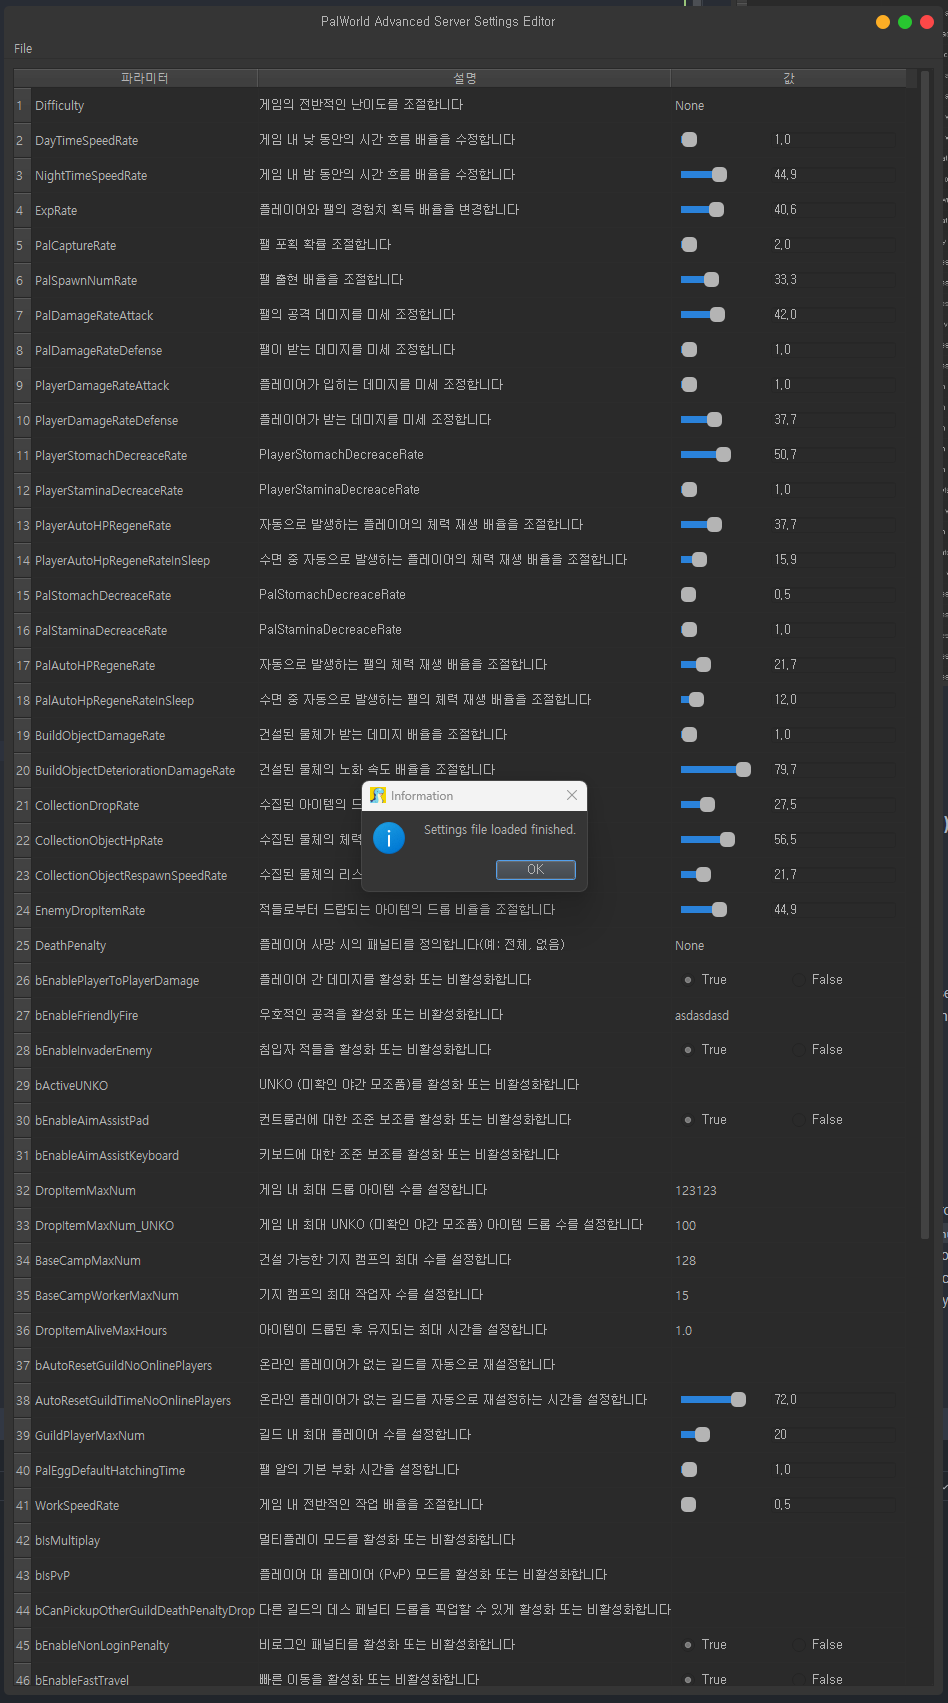 PalWorld Advanced Server Settings Editor
File
파라미터 설명 값
1 Difficulty 게임의 전반적인 난이도를 조절합니다 None
2 DayTimeSpeedRate 게임 내 낮 동안의 시간 흐름 배율을 수정합니다 1,0
3 NightTimeSpeedRate 게임 내 밤 동안의 시간 흐름 배율을 수정합니다 44,9
4 ExpRate 플레이어와 팰의 경험치 획득 배율을 변경합니다 40,6
5 PalCaptureRate 팰 포획 확률 조절합니다 2,0
6 PalSpawnNumRate 팰 출현 배율을 조절합니다 33,3
7 PalDamageRateAttack 팰의 공격 데미지를 미세 조정합니다 42,0
8 PalDamageRateDefense 팰이 받는 데미지를 미세 조정합니다 1,0
9 PlayerDamageRateAttack 플레이어가 입히는 데미지를 미세 조정합니다 1,0
10 PlayerDamageRateDefense 플레이어가 받는 데미지를 미세 조정합니다 37,7
11 PlayerStomachDecreaceRate PlayerStomachDecreaceRate 50,7
12 PlayerStaminaDecreaceRate PlayerStaminaDecreaceRate 1,0
13 PlayerAutoHPRegeneRate 자동으로 발생하는 플레이어의 체력 재생 배율을 조절합니다 37,7
14 PlayerAutoHpRegeneRateInSleep 수면 중 자동으로 발생하는 플레이어의 체력 재생 배율을 조절합니다 15,9
15 PalStomachDecreaceRate PalStomachDecreaceRate 0,5
16 PalStaminaDecreaceRate PalStaminaDecreaceRate 1,0
17 PalAutoHPRegeneRate 자동으로 발생하는 팰의 체력 재생 배율을 조절합니다 21,7
18 PalAutoHpRegeneRateInSleep 수면 중 자동으로 발생하는 팰의 체력 재생 배율을 조절합니다 12,0
19 BuildObjectDamageRate 건설된 물체가 받는 데미지 배율을 조절합니다 1,0
20 BuildObjectDeteriorationDamageRate 건설된 물체의 노화 속도 배율을 조절합니다 79,7
21 CollectionDropRate 수집된 아이템의 드 27,5
22 CollectionObjectHpRate 수집된 물체의 체력 56,5
23 CollectionObjectRespawnSpeedRate 수집된 물체의 리스 21,7
24 EnemyDropItemRate 적들로부터 드랍되는 아이템의 드롭 비율을 조절합니다 44,9
25 DeathPenalty 플레이어 사망 시의 패널티를 정의합니다(예: 전체, 없음) None
26 bEnablePlayerToPlayerDamage 플레이어 간 데미지를 활성화 또는 비활성화합니다 True False
27 bEnableFriendlyFire 우호적인 공격을 활성화 또는 비활성화합니다 asdasdasd
28 bEnableInvaderEnemy 침입자 적들을 활성화 또는 비활성화합니다 True False
29 bActiveUNKO UNKO (미확인 야간 모조품)를 활성화 또는 비활성화합니다
30 bEnableAimAssistPad 컨트롤러에 대한 조준 보조를 활성화 또는 비활성화합니다 True False
31 bEnableAimAssistKeyboard 키보드에 대한 조준 보조를 활성화 또는 비활성화합니다
32 DropItemMaxNum 게임 내 최대 드롭 아이템 수를 설정합니다 123123
33 DropItemMaxNum_UNKO 게임 내 최대 UNKO (미확인 야간 모조품) 아이템 드롭 수를 설정합니다 100
34 BaseCampMaxNum 건설 가능한 기지 캠프의 최대 수를 설정합니다 128
35 BaseCampWorkerMaxNum 기지 캠프의 최대 작업자 수를 설정합니다 15
36 DropItemAliveMaxHours 아이템이 드롭된 후 유지되는 최대 시간을 설정합니다 1.0
37 bAutoResetGuildNoOnlinePlayers 온라인 플레이어가 없는 길드를 자동으로 재설정합니다
38 AutoResetGuildTimeNoOnlinePlayers 온라인 플레이어가 없는 길드를 자동으로 재설정하는 시간을 설정합니다 72,0
39 GuildPlayerMaxNum 길드 내 최대 플레이어 수를 설정합니다 20
40 PalEggDefaultHatchingTime 팰 알의 기본 부화 시간을 설정합니다 1,0
41 WorkSpeedRate 게임 내 전반적인 작업 배율을 조절합니다 0,5
42 bIsMultiplay 멀티플레이 모드를 활성화 또는 비활성화합니다
43 bIsPvP 플레이어 대 플레이어 (PvP) 모드를 활성화 또는 비활성화합니다
44 bCanPickupOtherGuildDeathPenaltyDrop 다른 길드의 데스 페널티 드롭을 픽업할 수 있게 활성화 또는 비활성화합니다
45 bEnableNonLoginPenalty 비로그인 패널티를 활성화 또는 비활성화합니다 True False
46 bEnableFastTravel 빠른 이동을 활성화 또는 비활성화합니다 True False
Information
Settings file loaded finished.
OK